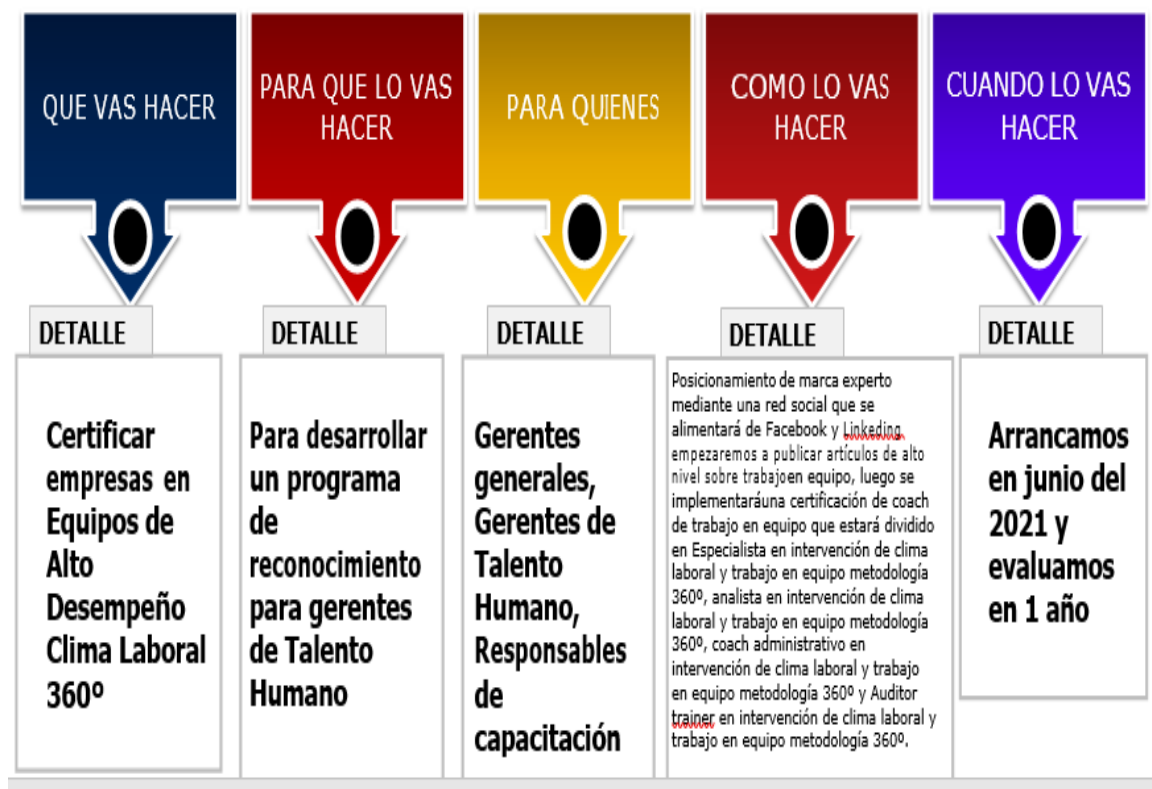 QUE VAS HACER
PARA QUE LO VAS
HACER
PARA QUIENES
COMO LO VAS
HACER
CUANDO LO VAS
HACER
DETALLE
Certificar
empresas en
Equipos de
Alto
Desempeño
Clima Laboral
360º
DETALLE
Para desarrollar
un programa
de
reconocimiento
para gerentes
de Talento
Humano
DETALLE
Gerentes
generales,
Gerentes de
Talento
Humano,
Responsables
de
capacitación
DETALLE
Posicionamiento de marca experto
mediante una red social que se
alimentará de Facebook y Linkeding,
empezaremos a publicar artículos de alto
nivel sobre trabajoen equipo, luego se
implementaráuna certificación de coach
de trabajo en equipo que estará dividido
en Especialista en intervención de clima
laboral y trabajo en equipo metodología
360º, analista en intervención de clima
laboral y trabajo en equipo metodología
360º, coach administrativo en
intervención de clima laboral y trabajo
en equipo metodología 360º y Auditor
trainer en intervención de clima laboral y
trabajo en equipo metodología 360º.
DETALLE
Arrancamos
en junio del
2021 y
evaluamos
en 1 año